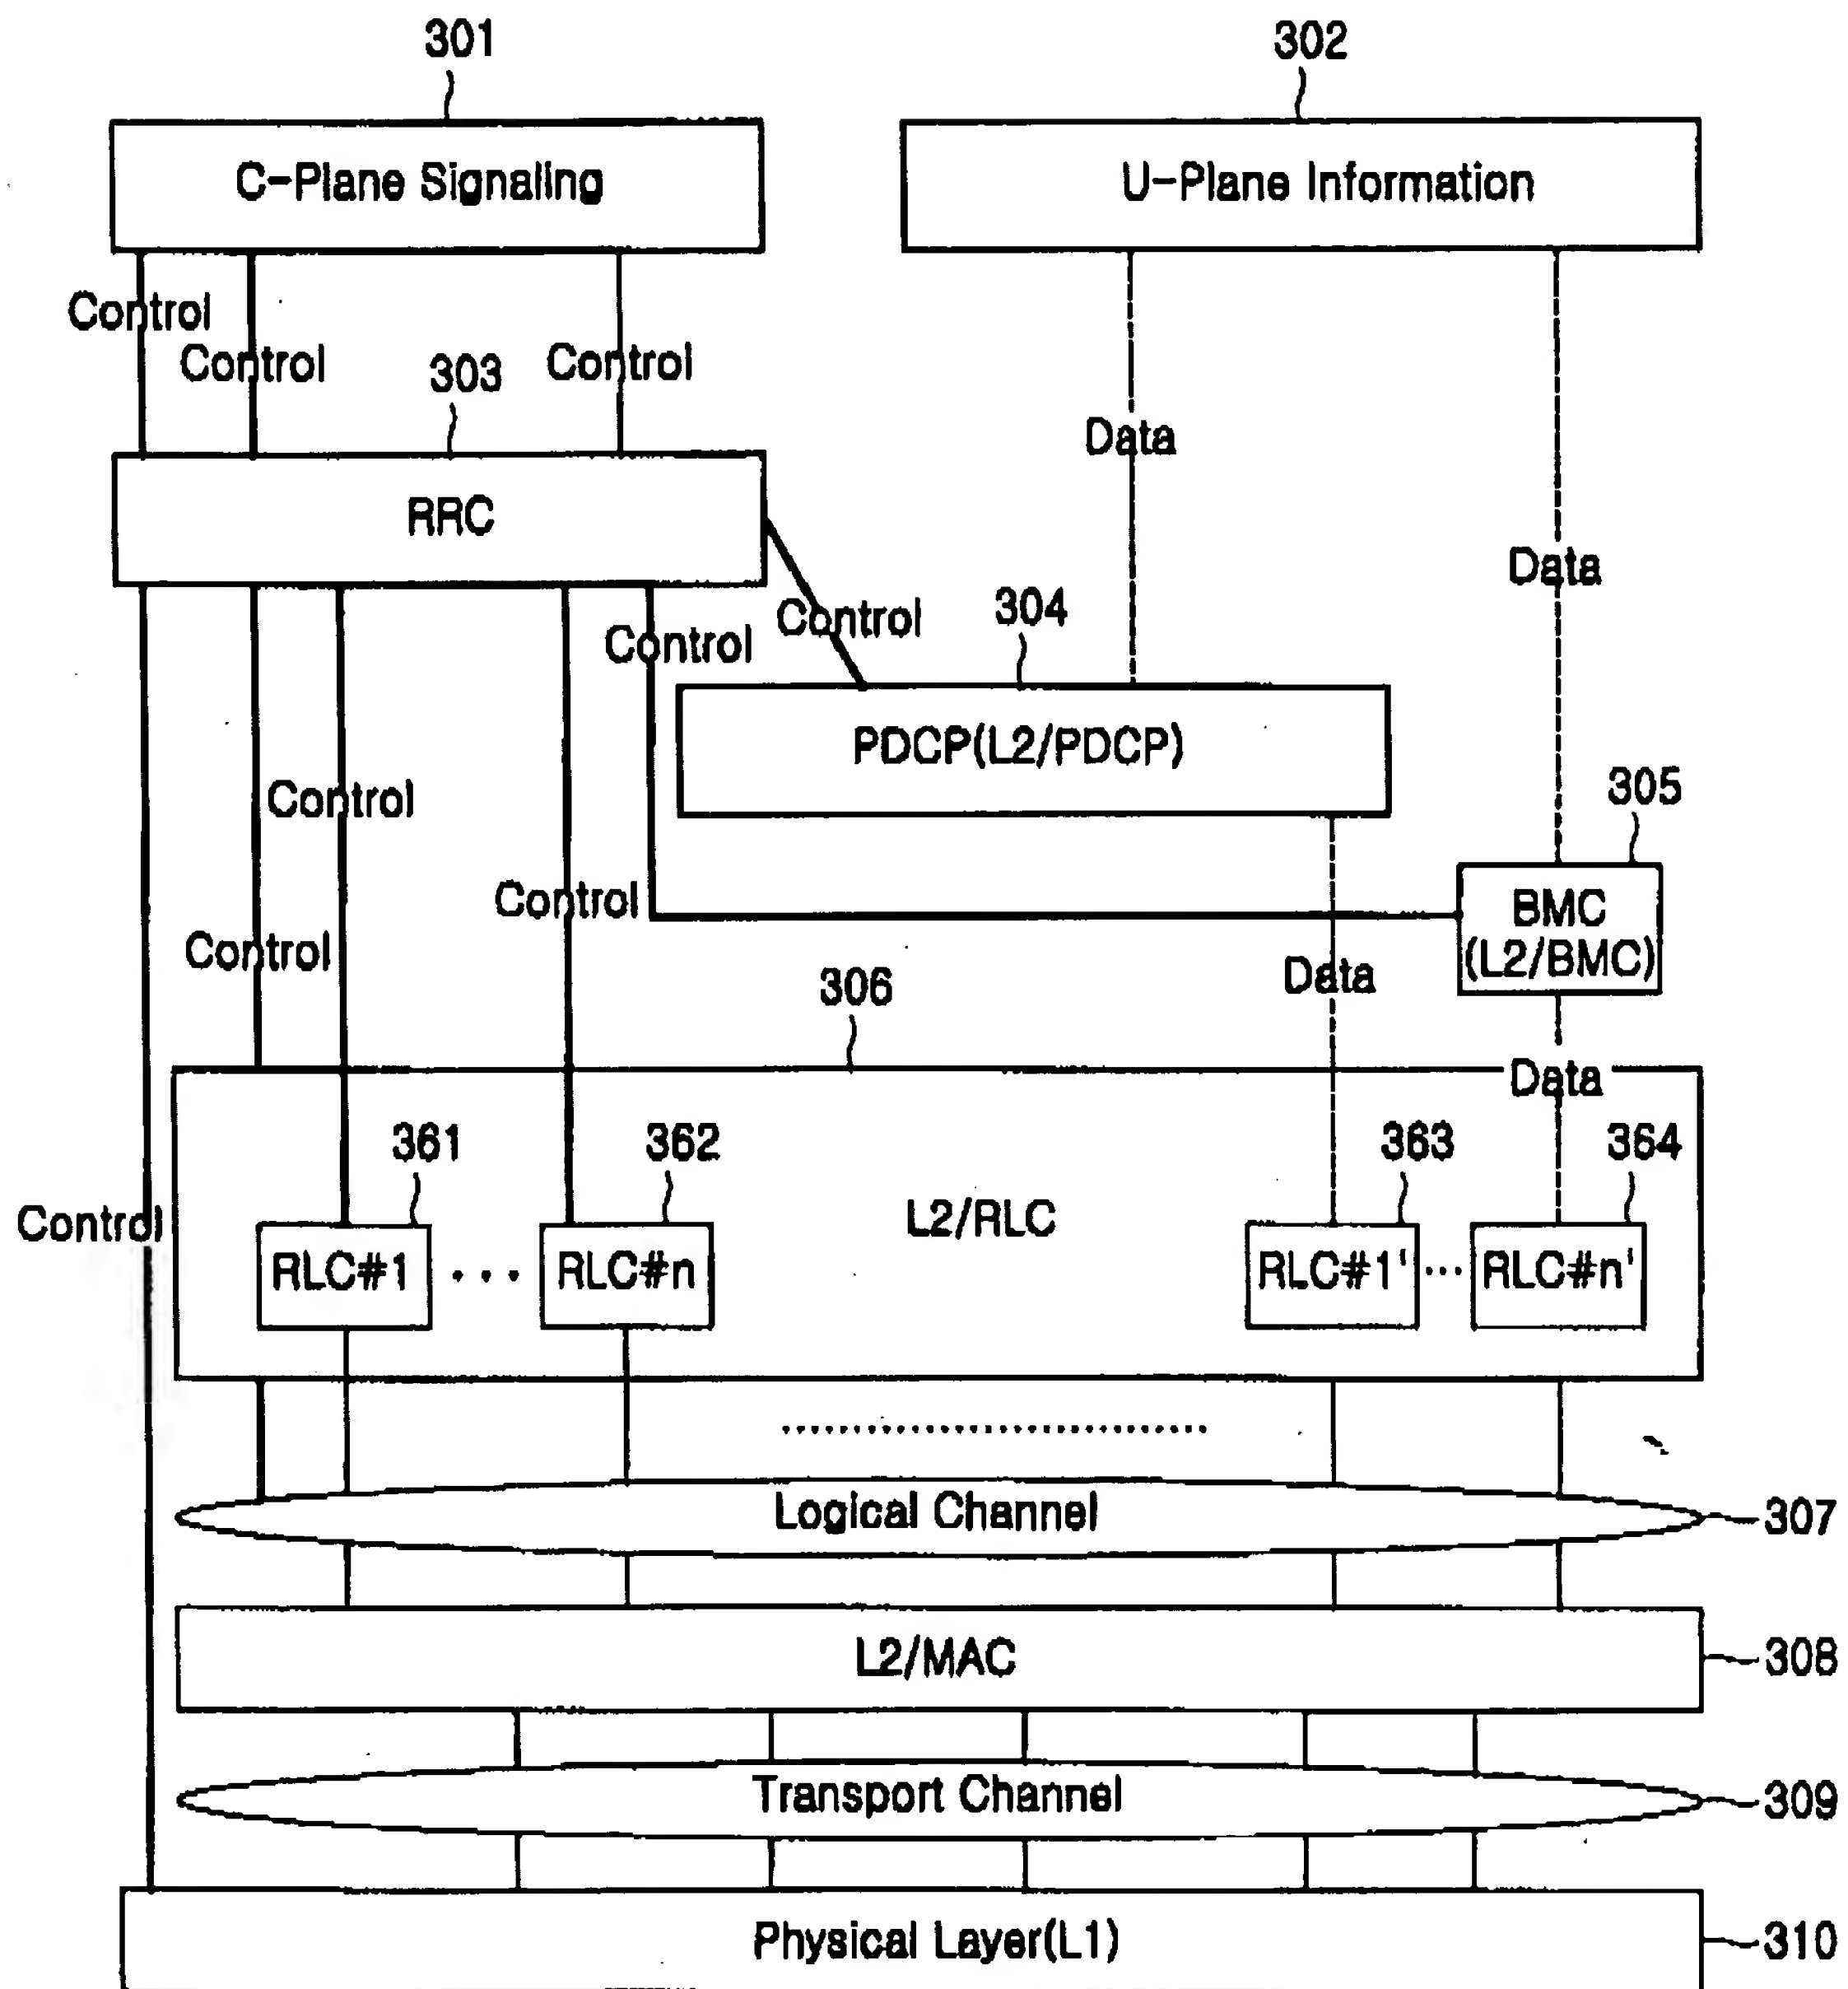 301
302
C-Plane Signaling
U-Plane Information
Control
Control
303
Control
Data
RRC
Data
Control
304
Control
PDCP(L2/PDCP)
Control
305
Control
BMC
(L2/BMC)
Control
Data
306
Data
361
362
363
364
Control
L2/RLC
RLC#1
...
RLC#n
RLC#1'
...
RLC#n'
Logical Channel
307
L2/MAC
308
Transport Channel
309
Physical Layer(L1)
310